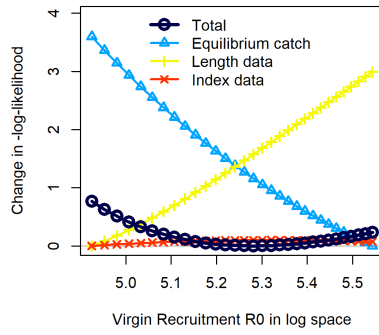 Total
Equilibrium catch
Length data
Index data
Change in -log-likelihood
4
3
2
1
0
5.0 5.1 5.2 5.3 5.4 5.5
Virgin Recruitment R0 in log space